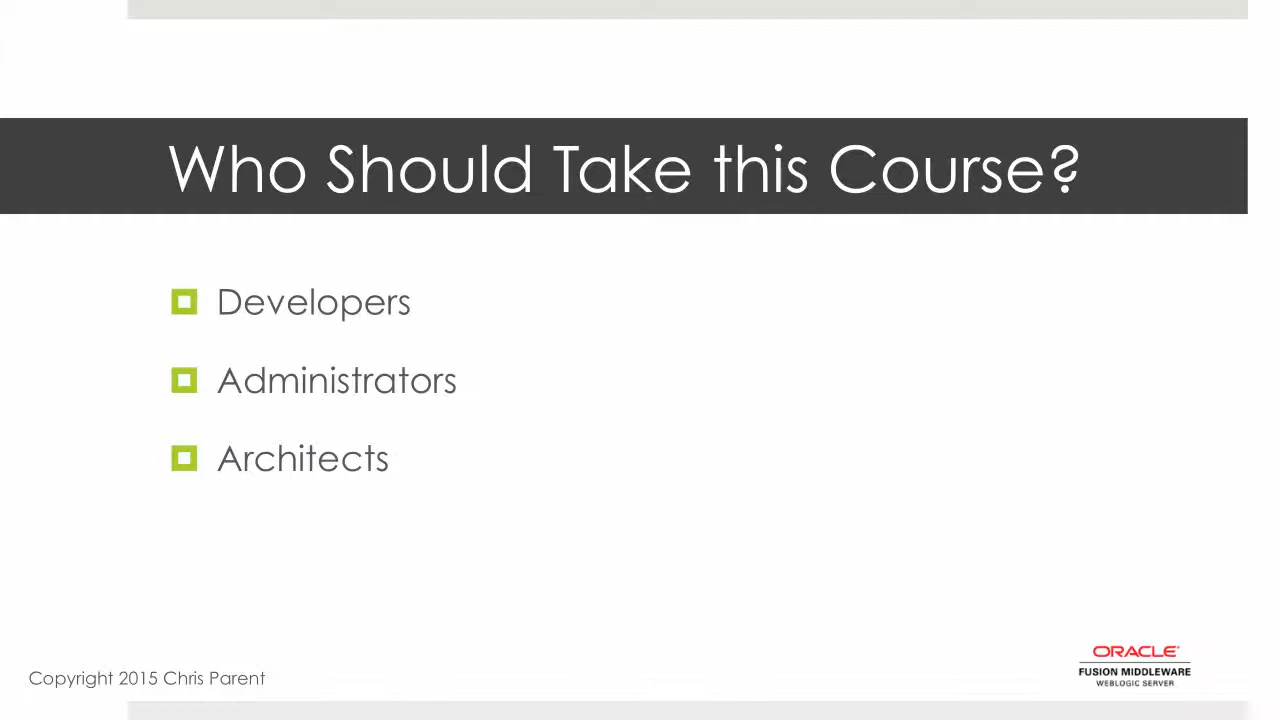 Who Should Take this Course?
Developers
Administrators
Architects
Copyright 2015 Chris Parent
ORACLE
FUSION MIDDLEWARE
WEBLOGIC SERVER